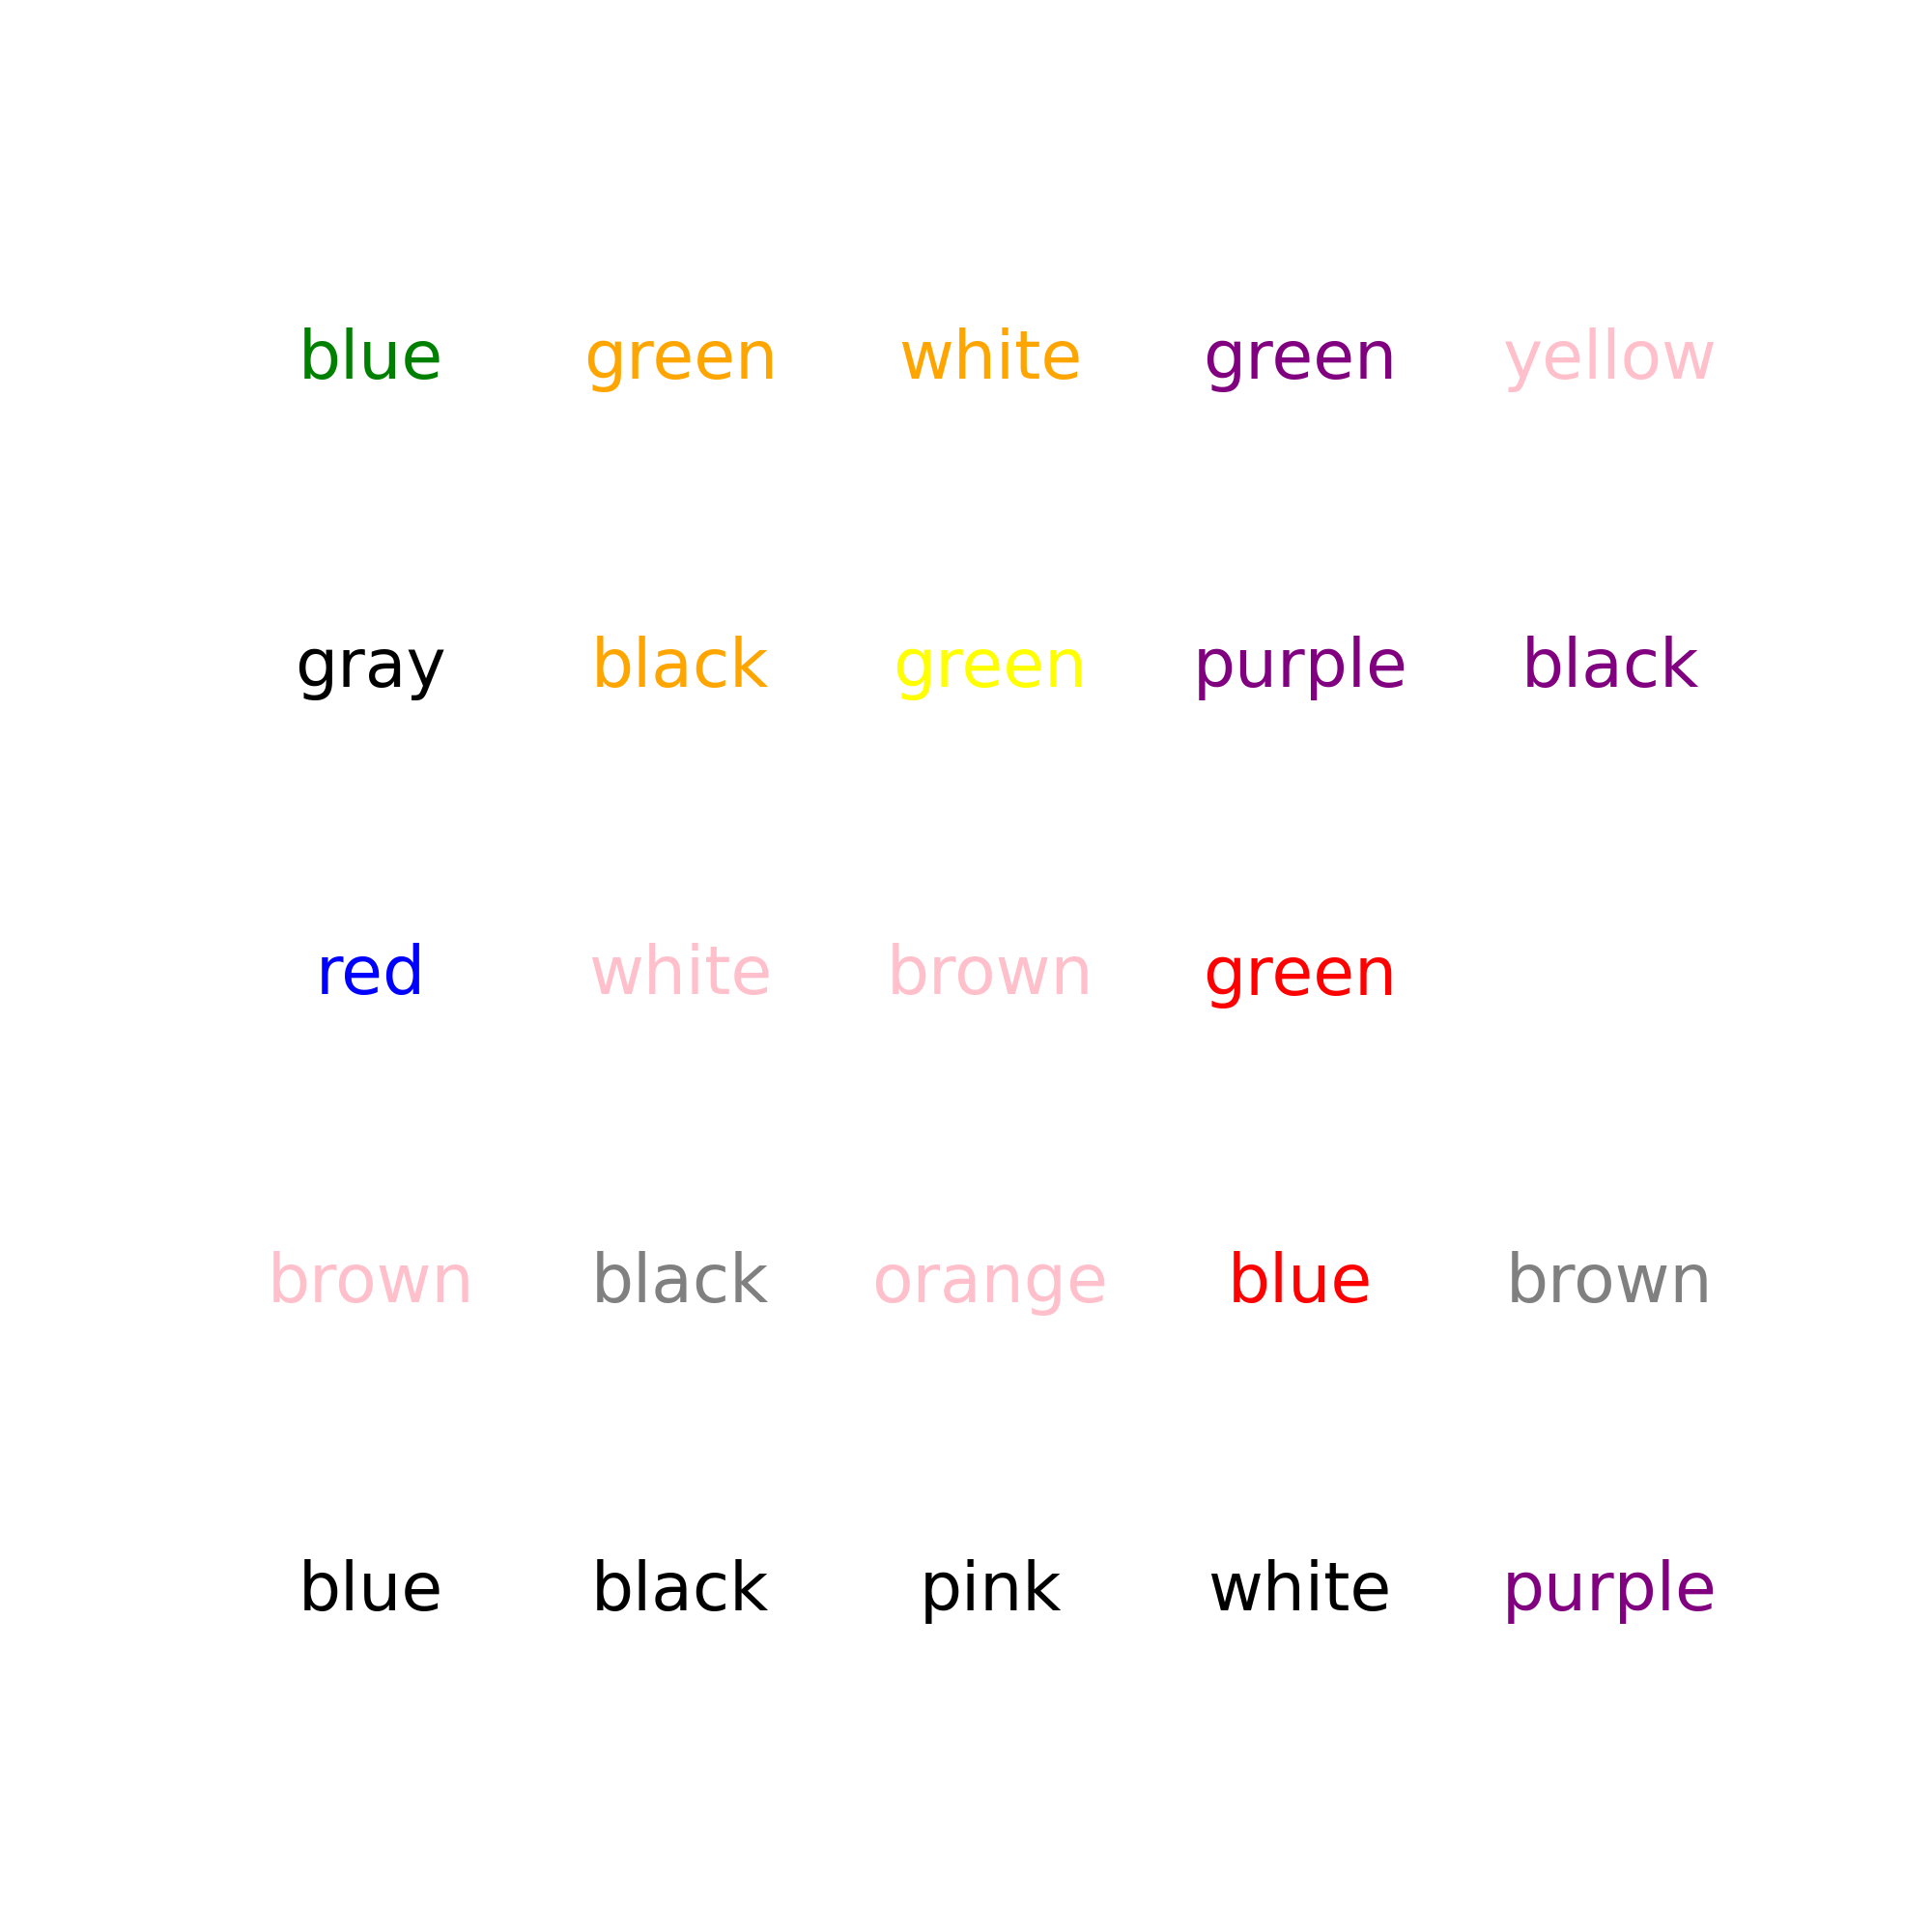 blue green white green yellow
gray black green purple black
red white brown green
brown black orange blue brown
blue black pink white purple